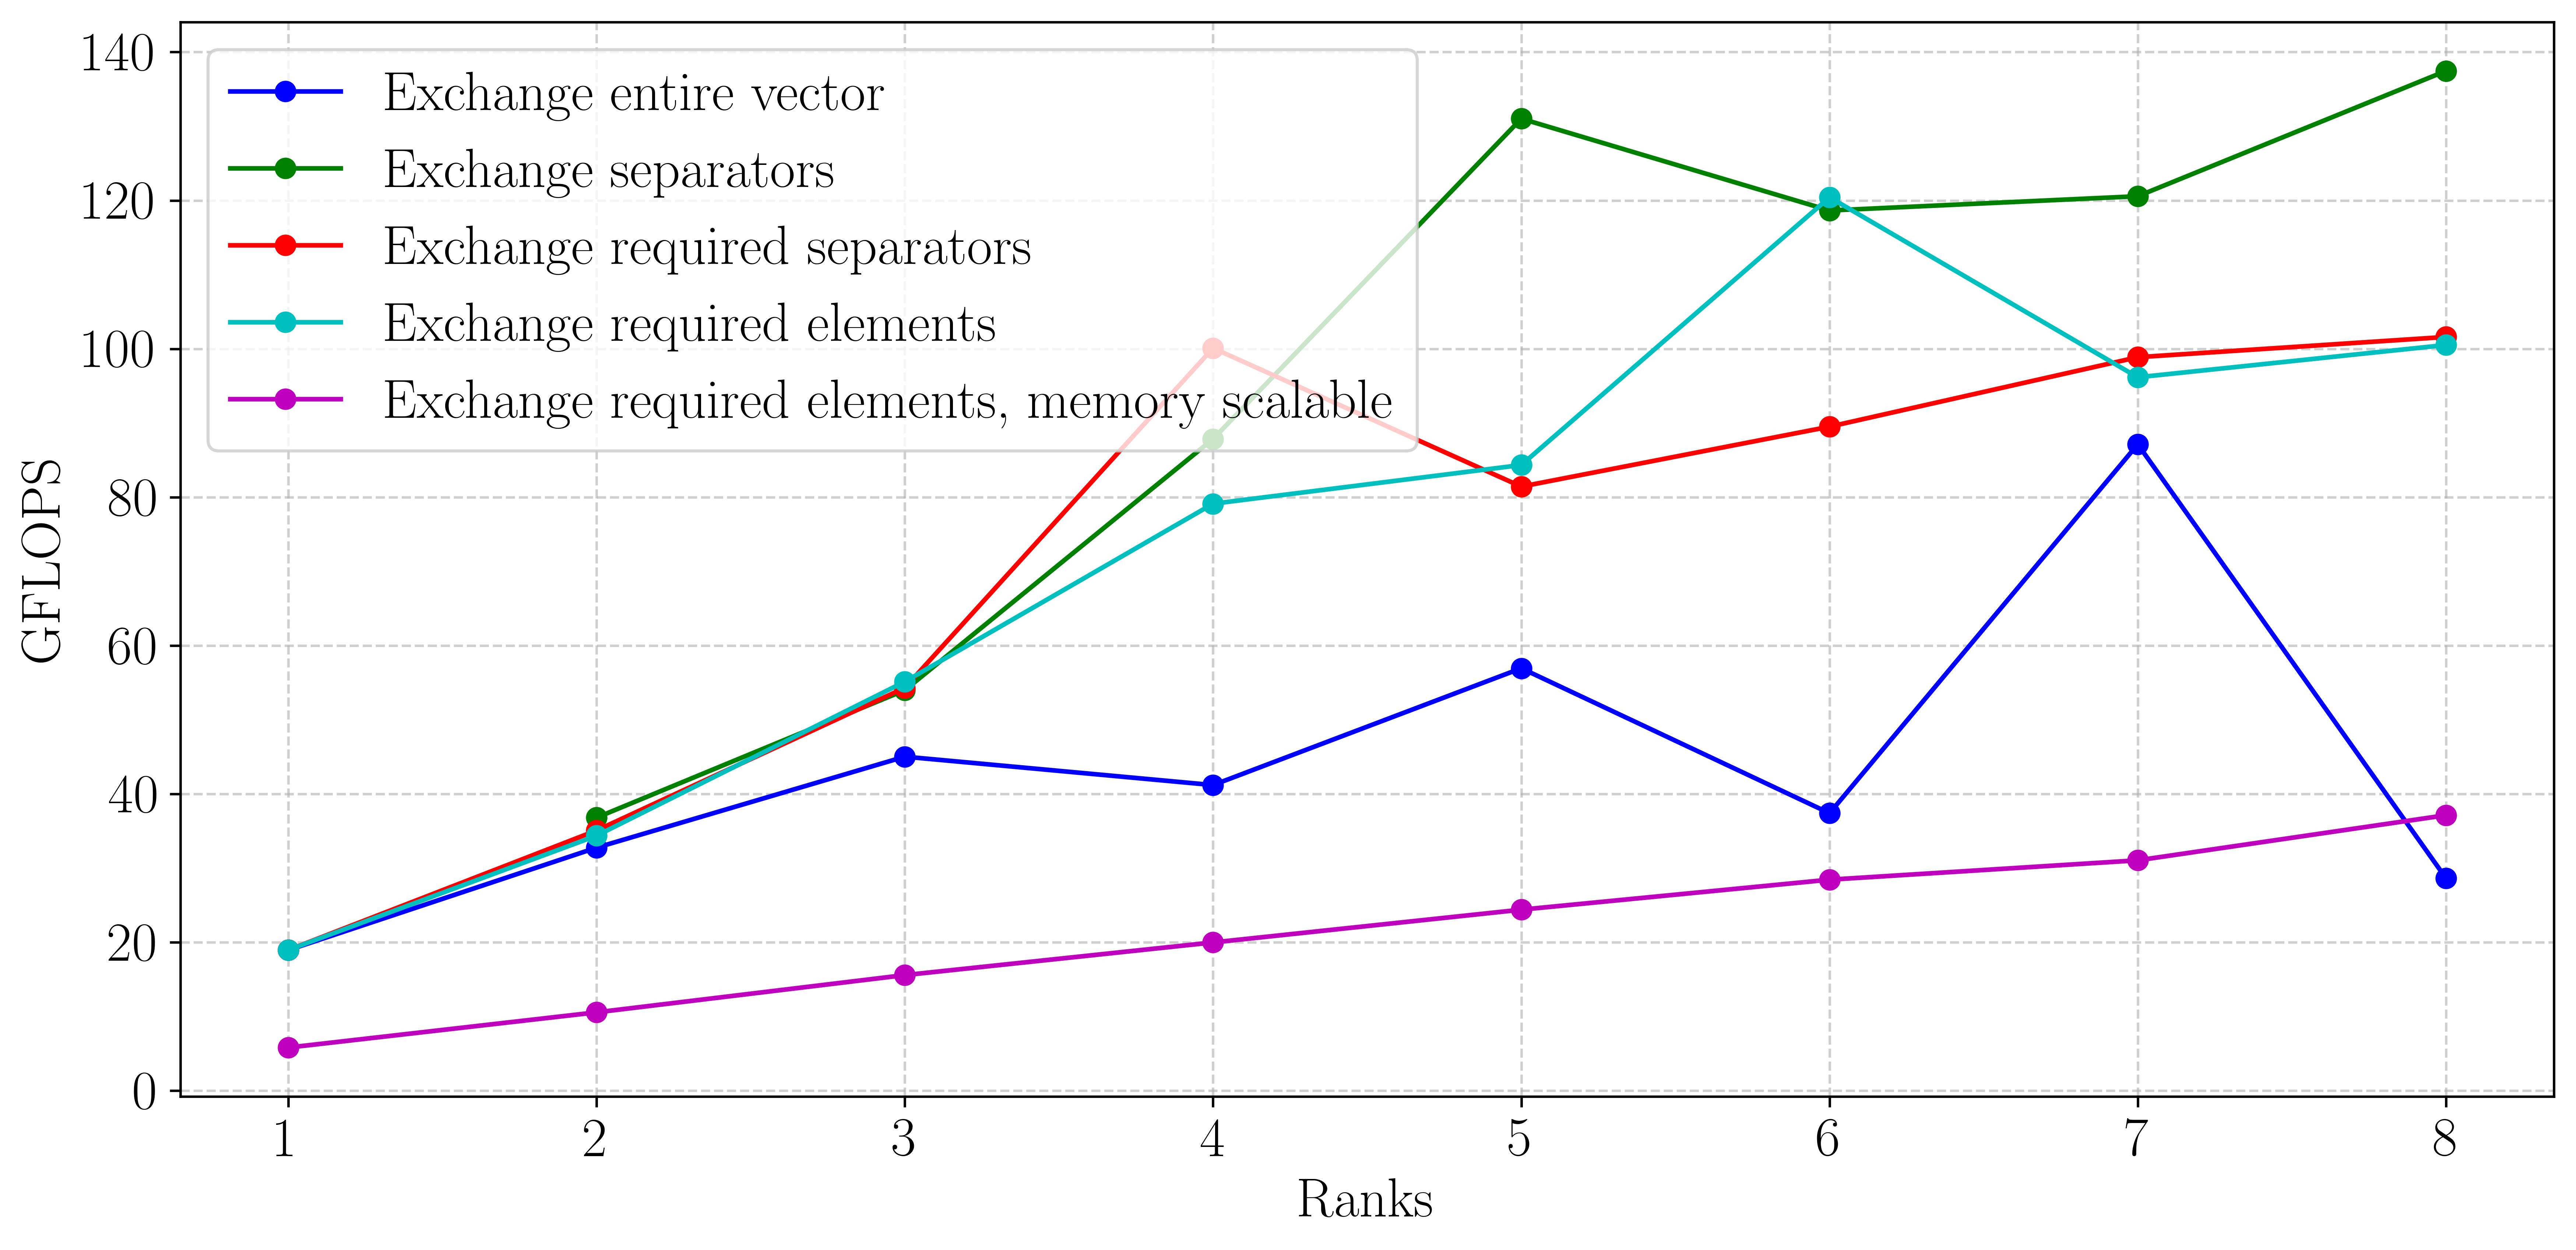 140
120
100
80
60
40
20
0
GFLOPS
Exchange entire vector
Exchange separators
Exchange required separators
Exchange required elements
Exchange required elements, memory scalable
1 2 3 4 5 6 7 8
Ranks